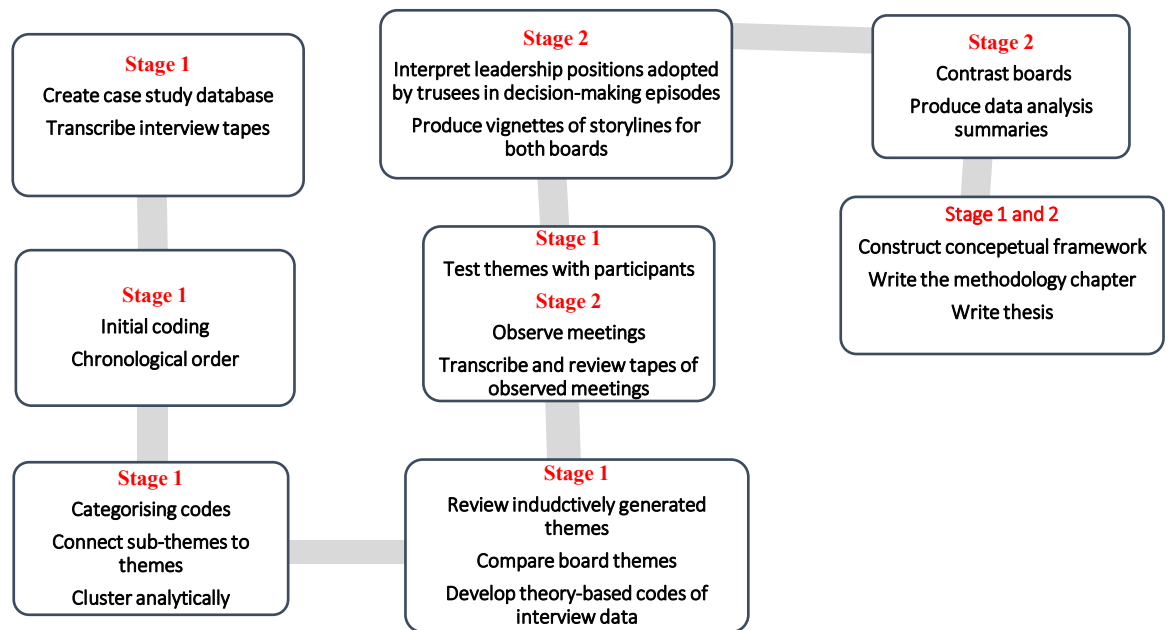 Stage 1
Create case study database
Transcribe interview tapes
Stage 1
Initial coding
Chronological order
Stage 1
Categorising codes
Connect sub-themes to
themes
Cluster analytically
Stage 1
Review indudctively generated
themes
Compare board themes
Develop theory-based codes of
interview data
Stage 1
Test themes with participants
Stage 2
Observe meetings
Transcribe and review tapes of
observed meetings
Stage 2
Interpret leadership positions adopted
by trusees in decision-making episodes
Produce vignettes of storylines for
both boards
Stage 2
Contrast boards
Produce data analysis
summaries
Stage 1 and 2
Construct concepetual framework
Write the methodology chapter
Write thesis